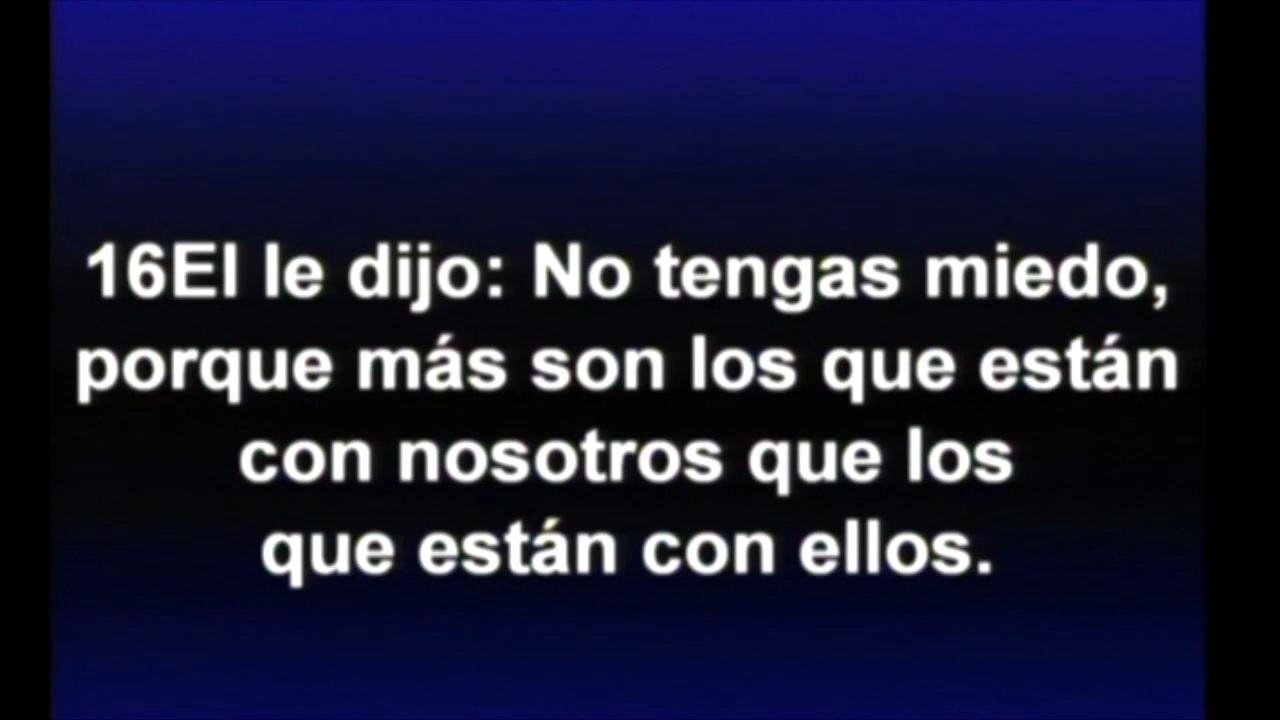 16El le dijo: No tengas miedo,
porque más son los que están
con nosotros que los
que están con ellos.